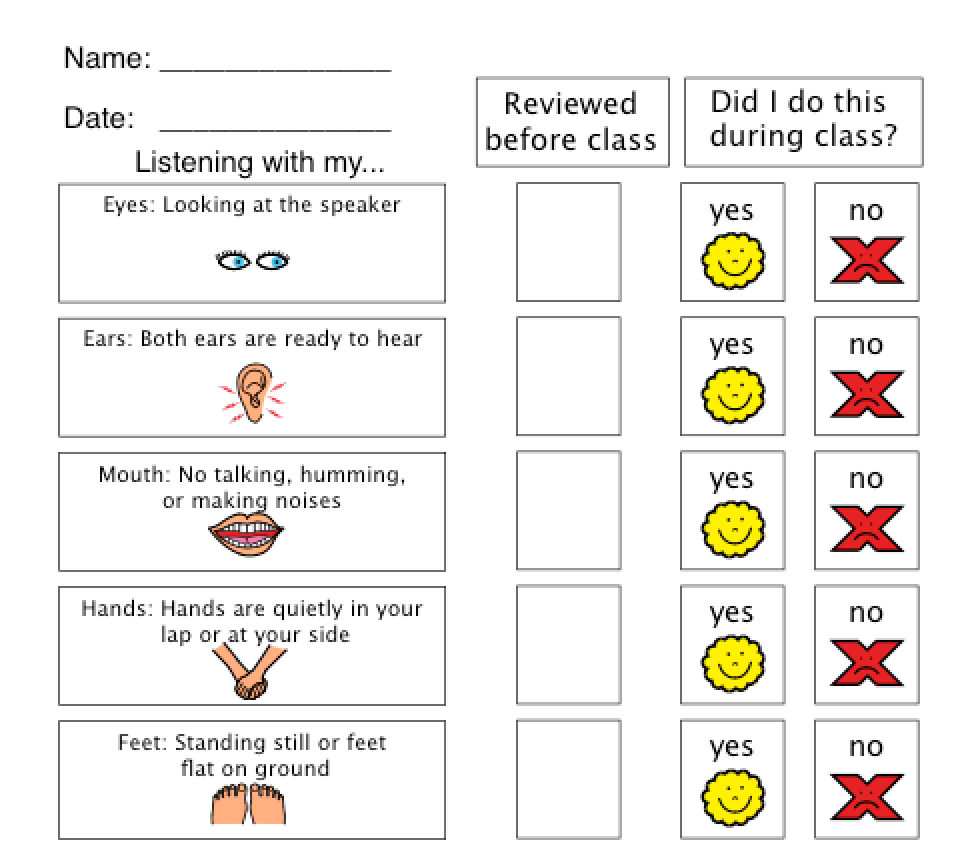 Name: _______________
Date: _______________
Listening with my...
Reviewed
before class
Did I do this
during class?
Eyes: Looking at the speaker
yes
no
Ears: Both ears are ready to hear
yes
no
Mouth: No talking, humming,
or making noises
yes
no
Hands: Hands are quietly in your
lap or at your side
yes
no
Feet: Standing still or feet
flat on ground
yes
no